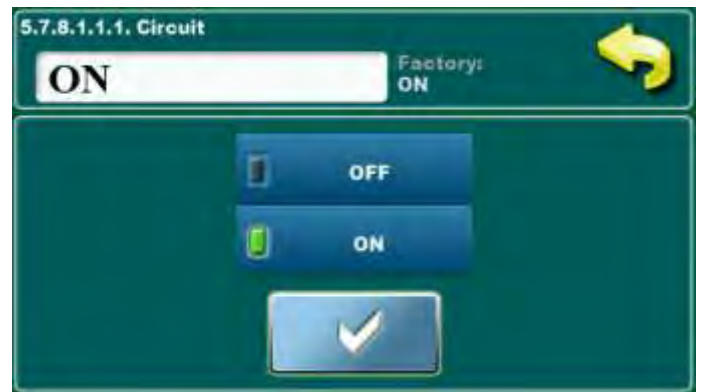 5.7.8.1.1.1. Circuit
ON
Factory:
ON
OFF
ON